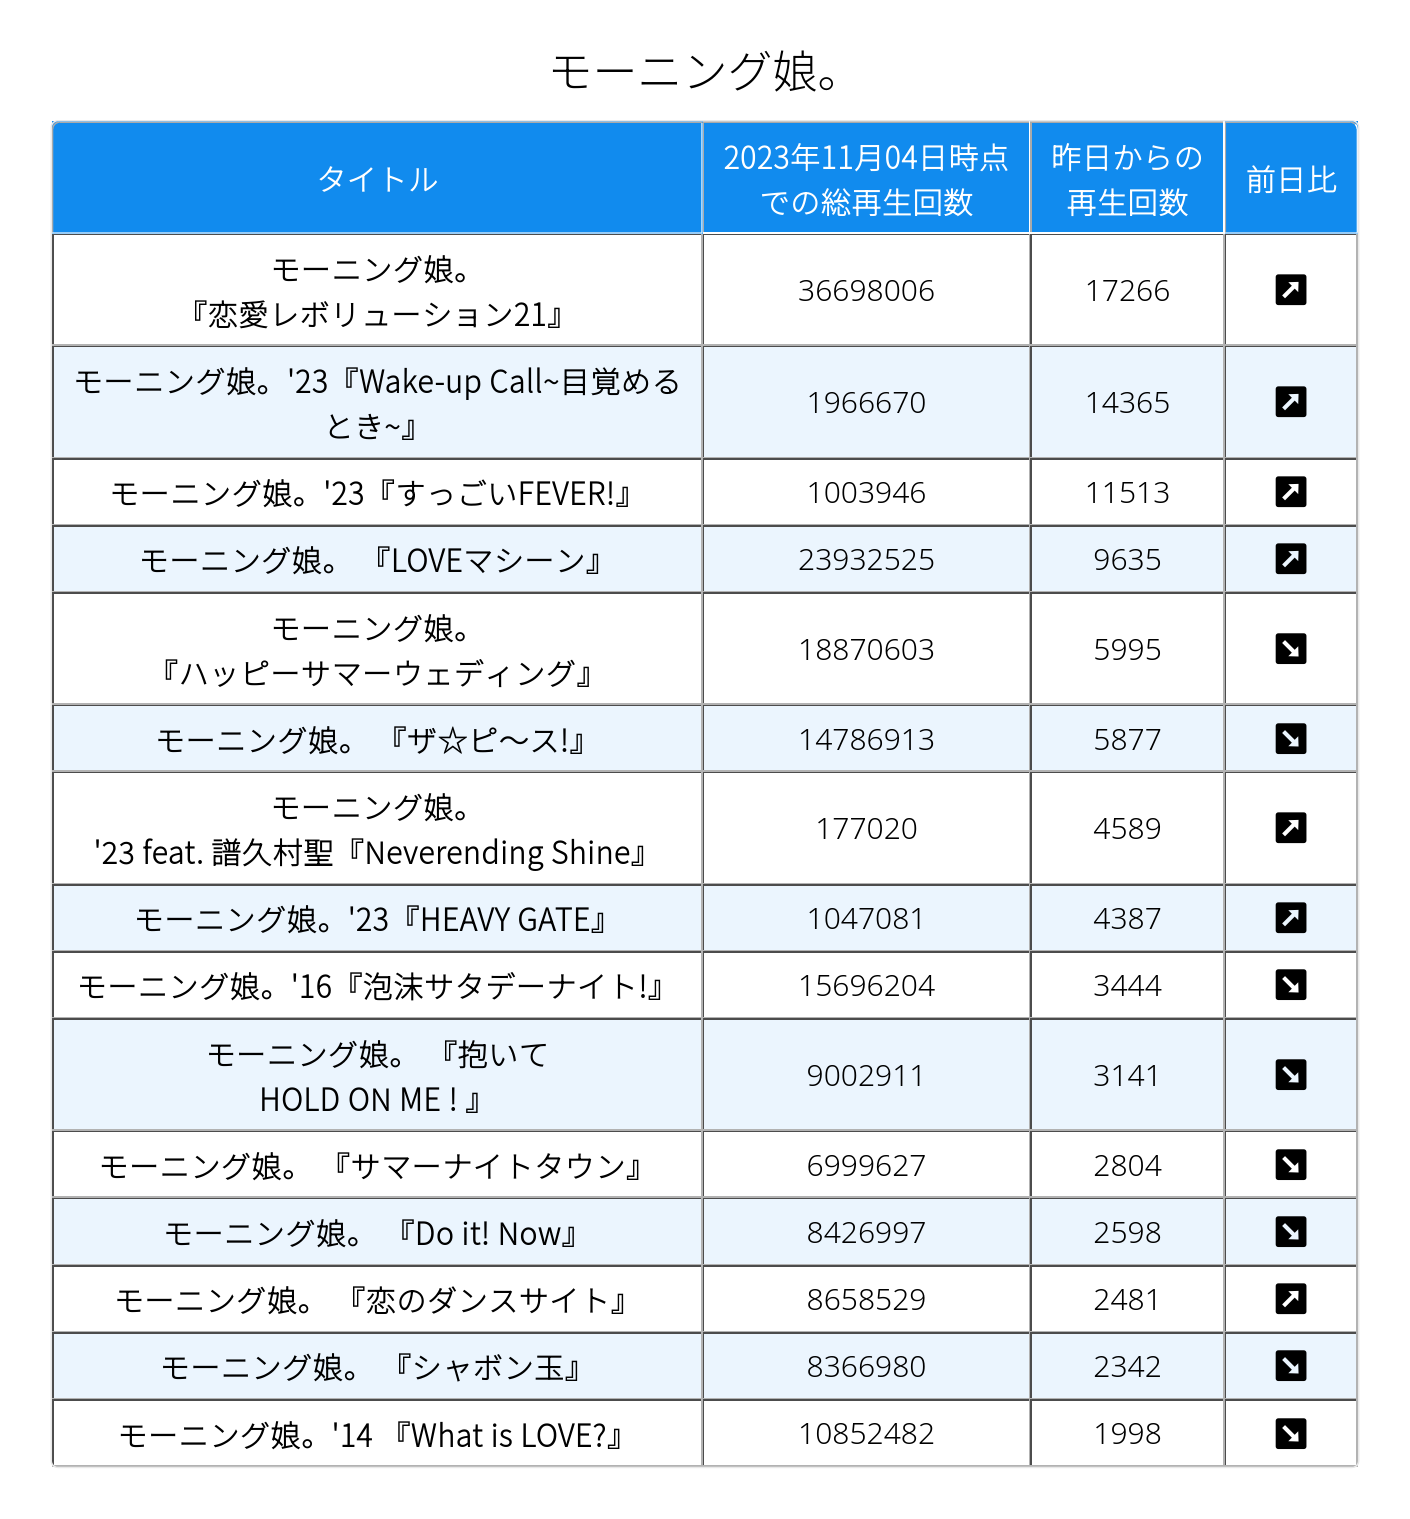 モーニング娘。
タイトル
2023年11月04日時点
での総再生回数
昨日からの
再生回数
前日比
モーニング娘。
『恋愛レボリューション21』
36698006
17266
モーニング娘。'23『Wake-up Call~目覚める
とき~』
1966670
14365
モーニング娘。'23『すっごいFEVER!』
1003946
11513
モーニング娘。 『LOVEマシーン』
23932525
9635
モーニング娘。
『ハッピーサマーウェディング』
18870603
5995
モーニング娘。 『ザ☆ピ〜ス!』
14786913
5877
モーニング娘。
'23 feat. 譜久村聖『Neverending Shine』
177020
4589
モーニング娘。'23『HEAVY GATE』
1047081
4387
モーニング娘。'16『泡沫サタデーナイト!』
15696204
3444
モーニング娘。 『抱いて
HOLD ON ME ! 』
9002911
3141
モーニング娘。 『サマーナイトタウン』
6999627
2804
モーニング娘。 『Do it! Now』
8426997
2598
モーニング娘。 『恋のダンスサイト』
8658529
2481
モーニング娘。 『シャボン玉』
8366980
2342
モーニング娘。'14 『What is LOVE?』
10852482
1998